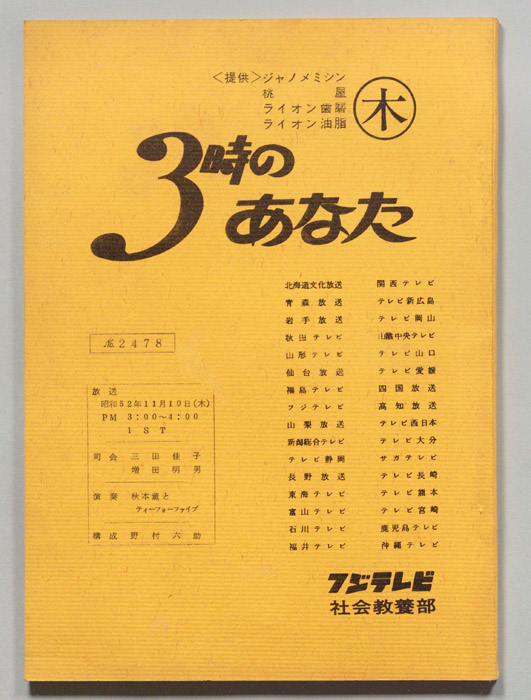 ＜提供＞ジャノメミシン
桃屋
ライオン歯磨
ライオン油脂
木
3時の
あなた
北海道文化放送
青森放送
岩手放送
秋田テレビ
山形テレビ
仙台放送
福島テレビ
フジテレビ
山梨放送
新潟総合テレビ
テレビ静岡
長野放送
東海テレビ
富山テレビ
石川テレビ
福井テレビ
関西テレビ
テレビ新広島
テレビ岡山
山陰中央テレビ
テレビ山口
テレビ愛媛
四国放送
高知放送
テレビ西日本
テレビ大分
サガテレビ
テレビ長崎
テレビ熊本
テレビ宮崎
鹿児島テレビ
沖縄テレビ
№2478
放送
昭和52年11月10日(木)
PM 3:00~4:00
1ST
司会 三田佳子
増田明男
演奏 秋本薫と
ティーフォーファイブ
構成 野村六助
フジテレビ
社会教養部